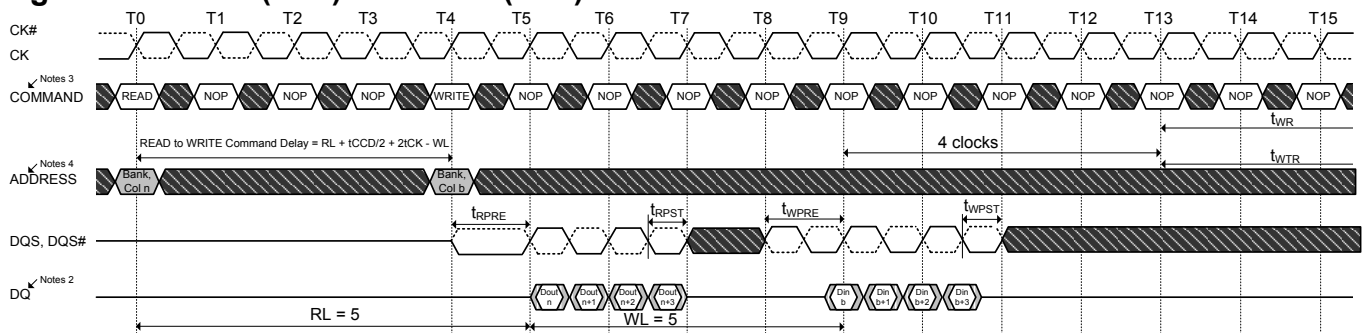 T0 T1 T2 T3 T4 T5 T6 T7 T8 T9 T10 T11 T12 T13 T14 T15
CK#
CK
Notes 3
COMMAND READ NOP NOP NOP WRITE NOP NOP NOP NOP NOP NOP NOP NOP NOP NOP NOP
tWR
READ to WRITE Command Delay = RL + tCCD/2 + 2tCK - WL
4 clocks
tWTR
Notes 4
ADDRESS
Bank, Col n
Bank, Col b
tRPRE tRPST tWPRE tWPST
DQS, DQS#
Notes 2
DQ
Dout n
Dout n+1
Dout n+2
Dout n+3
Din b
Din b+1
Din b+2
Din b+3
RL = 5 WL = 5